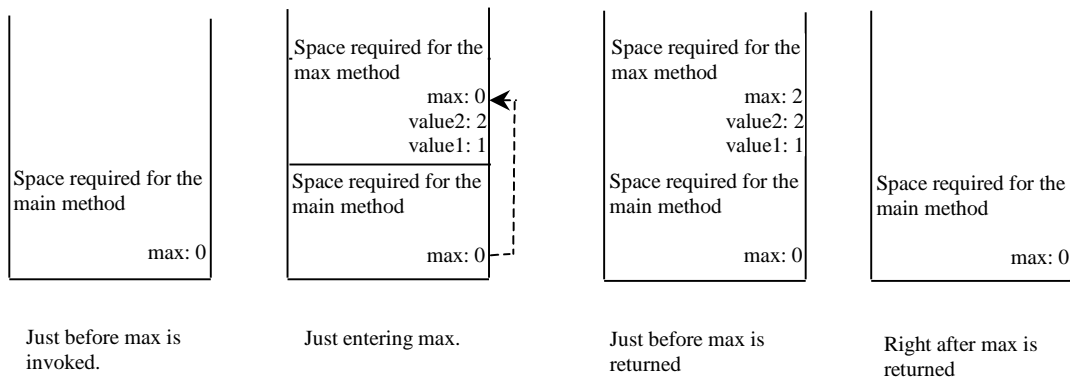 Space required for the
main method
max: 0
Just before max is
invoked.
Space required for the
max method
max: 0
value2: 2
value1: 1
Space required for the
main method
max: 0
Just entering max.
Space required for the
max method
max: 2
value2: 2
value1: 1
Space required for the
main method
max: 0
Just before max is
returned
Space required for the
main method
max: 0
Right after max is
returned